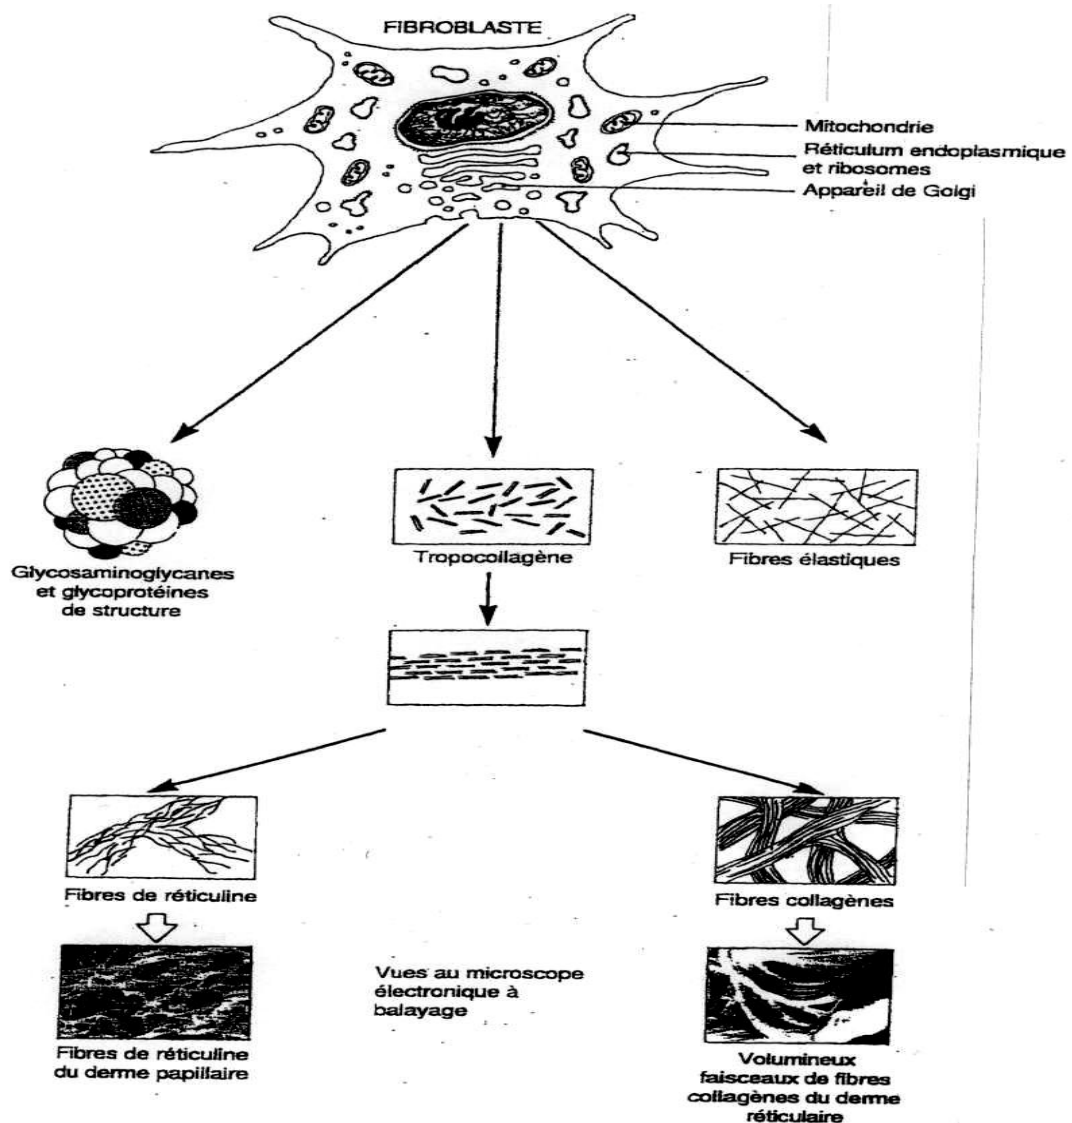 FIBROBLASTE
Mitochondrie
Réticulum endoplasmique
et ribosomes
Appareil de Golgi
Glycosaminoglycanes
et glycoprotéines
de structure
Tropocollagène
Fibres élastiques
Fibres de réticuline
Fibres collagènes
Vues au microscope
électronique à
balayage
Fibres de réticuline
du derme papillaire
Volumineux
faisceaux de fibres
collagènes du derme
réticulaire